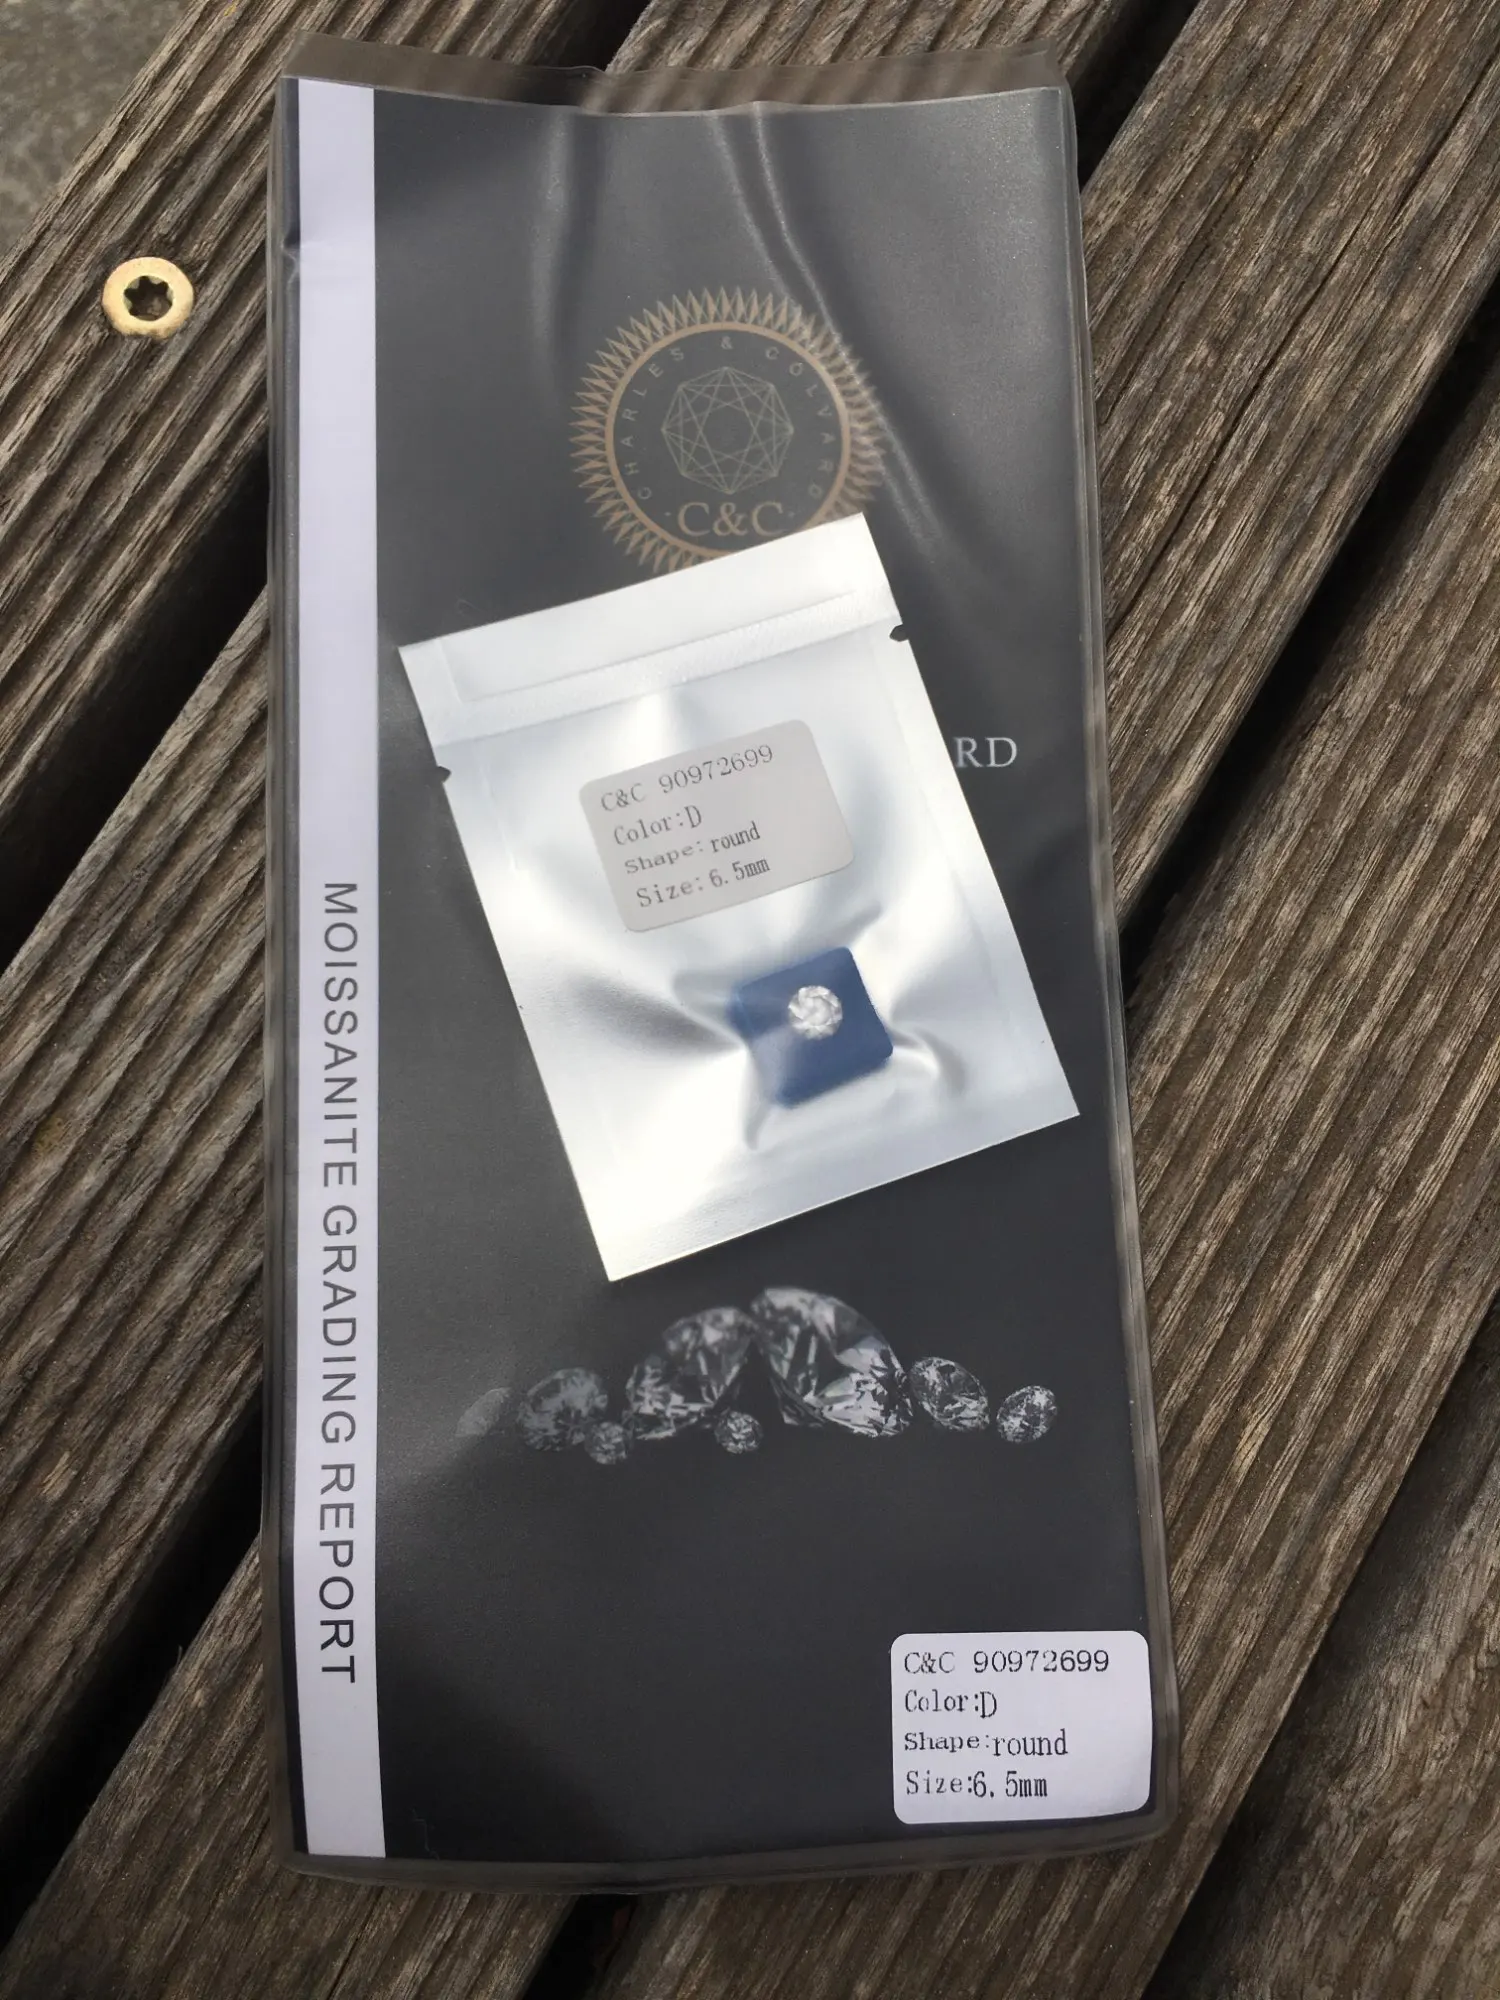 CHARLES & COLVARD
C&C
RD
C&C 90972699
Color:D
Shape:round
Size:6.5mm
MOISSANITE GRADING REPORT
C&C 90972699
Color:D
Shape:round
Size:6.5mm